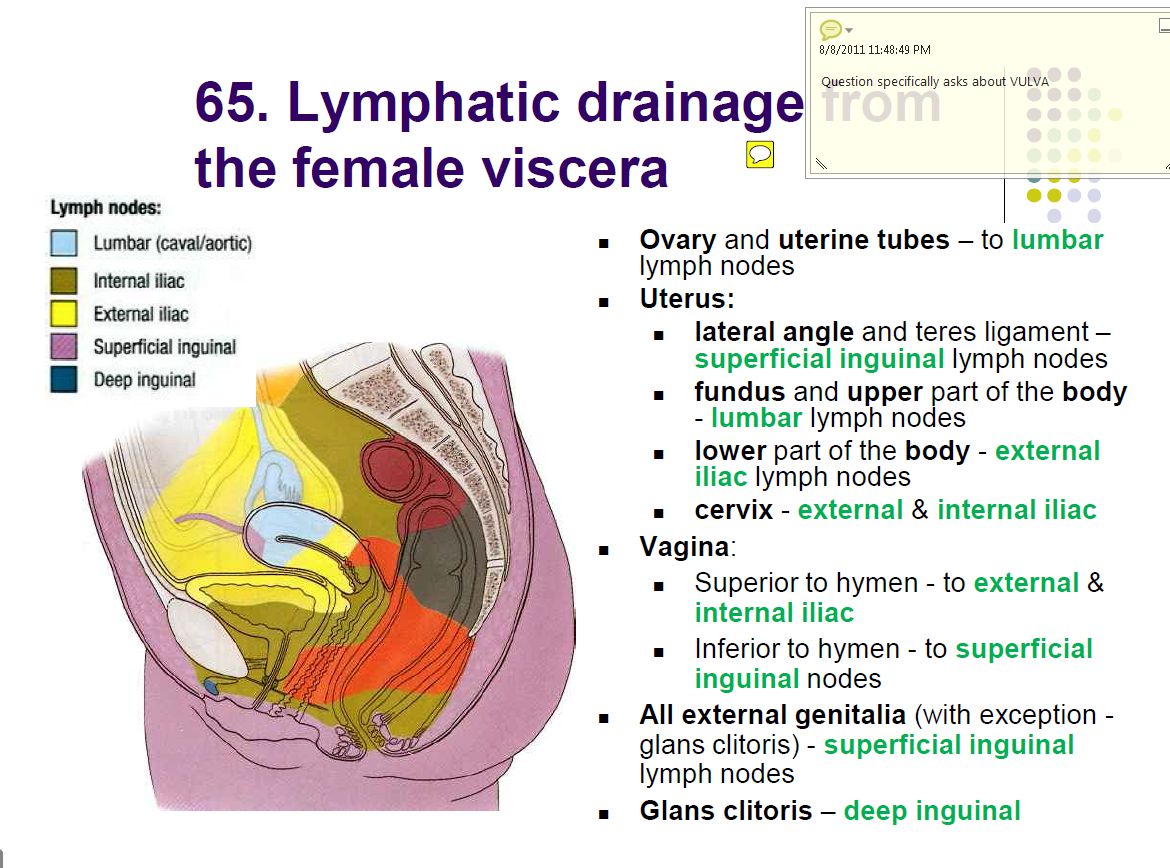 8/8/2011 11:48:49 PM
Question specifically asks about VULVA
65. Lymphatic drainage from
the female viscera
Lymph nodes:
Lumbar (caval/aortic)
Internal iliac
External iliac
Superficial inguinal
Deep inguinal
■ Ovary and uterine tubes – to lumbar
lymph nodes
■ Uterus:
■ lateral angle and teres ligament –
superficial inguinal lymph nodes
■ fundus and upper part of the body
- lumbar lymph nodes
■ lower part of the body - external
iliac lymph nodes
■ cervix - external & internal iliac
■ Vagina:
■ Superior to hymen - to external &
internal iliac
■ Inferior to hymen - to superficial
inguinal nodes
■ All external genitalia (with exception -
glans clitoris) - superficial inguinal
lymph nodes
■ Glans clitoris – deep inguinal